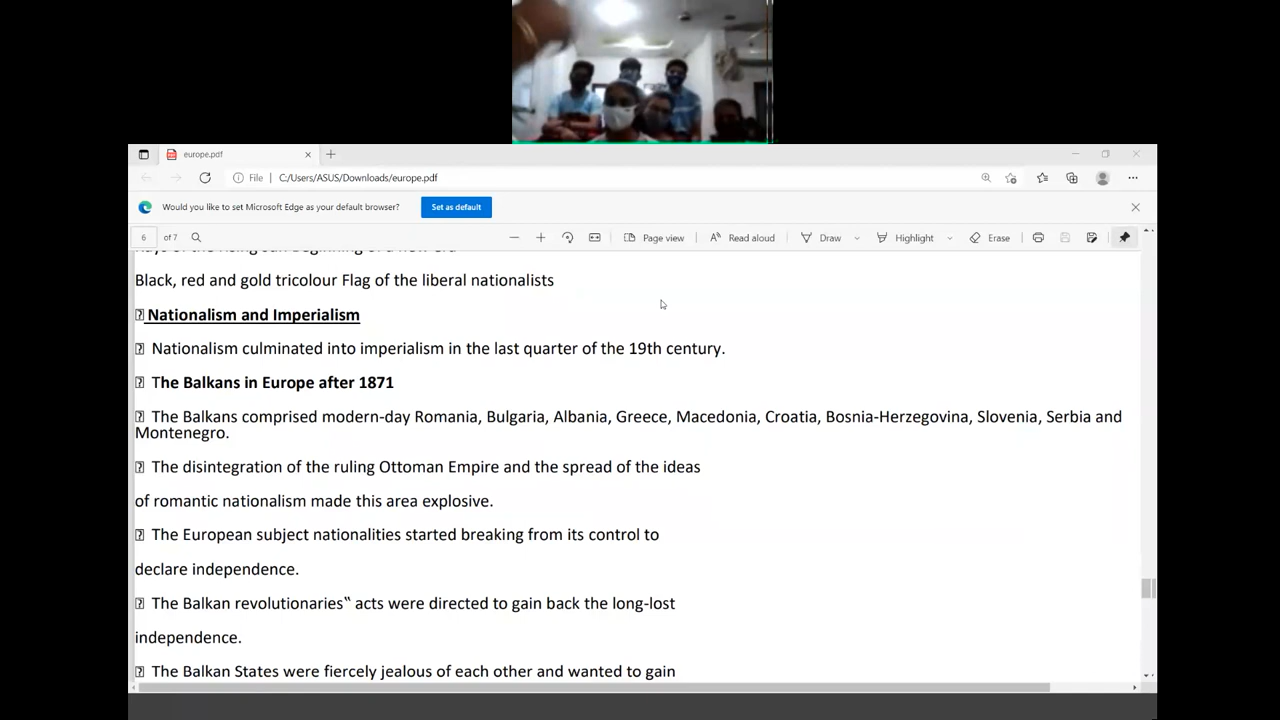 europe.pdf
File C:/Users/ASUS/Downloads/europe.pdf
Would you like to set Microsoft Edge as your default browser? Set as default
6 of 7 Page view Read aloud Draw Highlight Erase
Black, red and gold tricolour Flag of the liberal nationalists
Nationalism and Imperialism
Nationalism culminated into imperialism in the last quarter of the 19th century.
The Balkans in Europe after 1871
The Balkans comprised modern-day Romania, Bulgaria, Albania, Greece, Macedonia, Croatia, Bosnia-Herzegovina, Slovenia, Serbia and
Montenegro.
The disintegration of the ruling Ottoman Empire and the spread of the ideas
of romantic nationalism made this area explosive.
The European subject nationalities started breaking from its control to
declare independence.
The Balkan revolutionaries‟ acts were directed to gain back the long-lost
independence.
The Balkan States were fiercely jealous of each other and wanted to gain